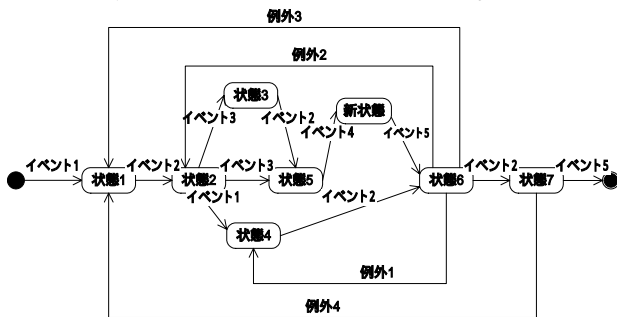 例外3
例外2
状態3
新状態
イベント3
イベント2
イベント4
イベント5
イベント1
状態1
イベント2
状態2
イベント3
状態5
状態6
イベント2
状態7
イベント5
イベント1
イベント2
状態4
例外1
例外4